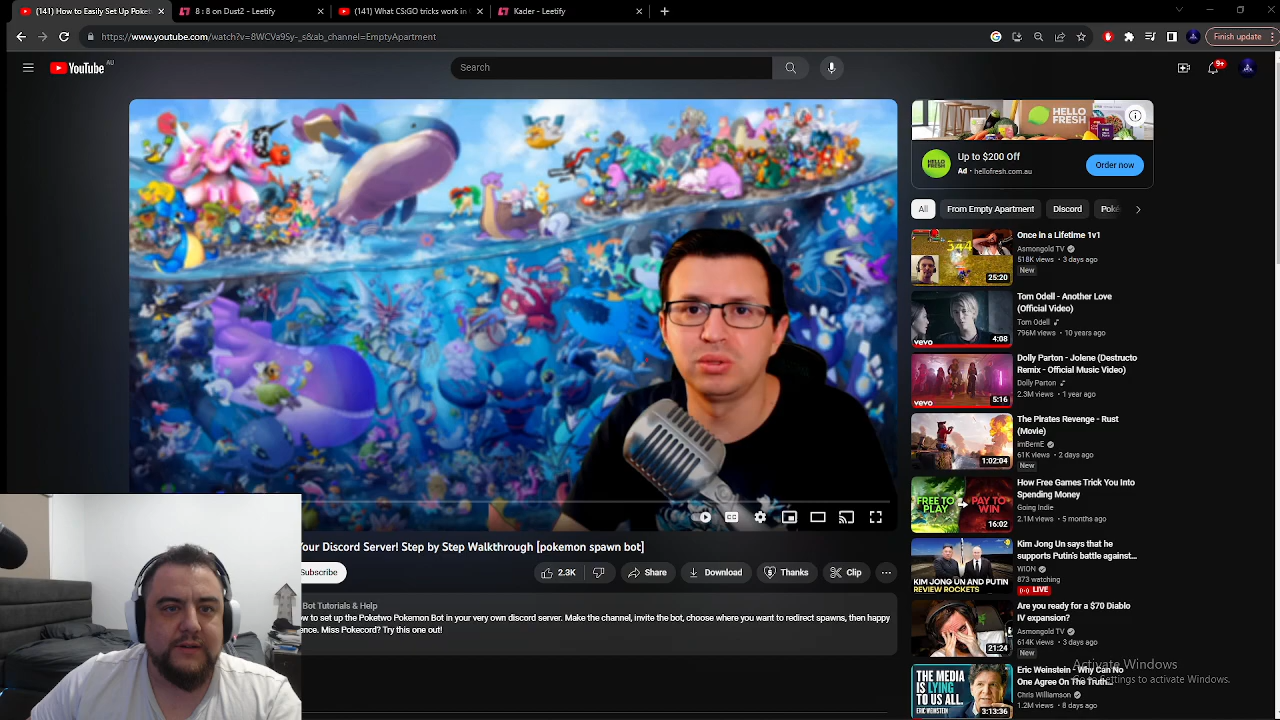 (141) How to Easily Set Up Pokét
8 : 8 on Dust2 - Leetify
(141) What CS:GO tricks work in C
Kader - Leetify
https://www.youtube.com/watch?v=8WCVa9Sy-_s&ab_channel=EmptyApartment
Finish update
YouTube AU
Search
9+
HELLO
FRESH
Up to $200 Off
Ad · hellofresh.com.au
Order now
All
From Empty Apartment
Discord
Poké
344
25:20
Once in a Lifetime 1v1
Asmongold TV
518K views • 3 days ago
New
vevo
4:08
Tom Odell - Another Love
(Official Video)
Tom Odell
796M views • 10 years ago
vevo
5:16
Dolly Parton - Jolene (Destructo
Remix - Official Music Video)
Dolly Parton
2.3M views • 1 year ago
1:02:04
The Pirates Revenge - Rust
(Movie)
imBernE
61K views • 2 days ago
New
FREE TO
PLAY
PAY TO
WIN
16:02
How Free Games Trick You Into
Spending Money
Going Indie
2.1M views • 5 months ago
KIM JONG UN AND PUTIN
REVIEW ROCKETS
Kim Jong Un says that he
supports Putin's battle against...
WION
873 watching
LIVE
21:24
Are you ready for a $70 Diablo
IV expansion?
Asmongold TV
614K views • 3 days ago
New
THE MEDIA
IS LYING
TO US ALL.
ERIC WEINSTEIN
3:13:36
Eric Weinstein - Why Can No
One Agree On The Truth...
Chris Williamson
1.2M views • 8 days ago
Activate Windows
Settings to activate Windows.
CC
Your Discord Server! Step by Step Walkthrough [pokemon spawn bot]
Subscribe
2.3K
Share
Download
Thanks
Clip
Bot Tutorials & Help
w to set up the Poketwo Pokemon Bot in your very own discord server. Make the channel, invite the bot, choose where you want to redirect spawns, then happy
ence. Miss Pokecord? Try this one out!